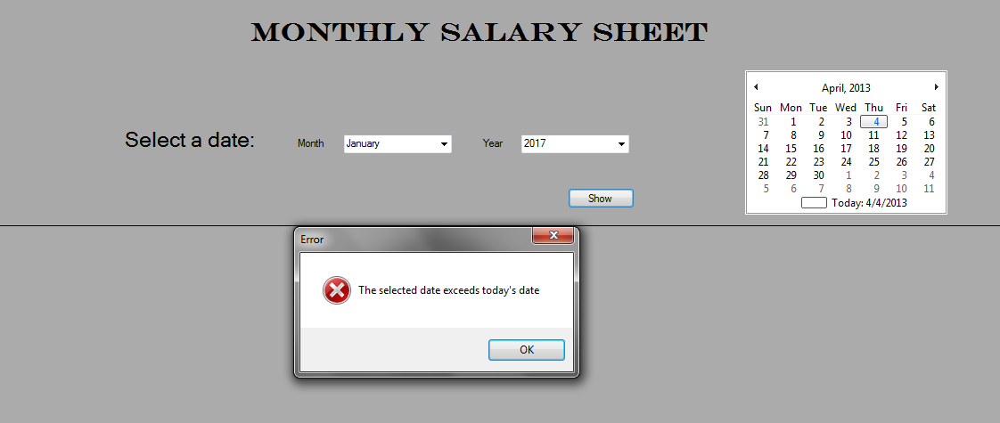 MONTHLY SALARY SHEET
Select a date: Month January Year 2017
Show
April, 2013
Sun Mon Tue Wed Thu Fri Sat
31 1 2 3 4 5 6
7 8 9 10 11 12 13
14 15 16 17 18 19 20
21 22 23 24 25 26 27
28 29 30 1 2 3 4
5 6 7 8 9 10 11
Today: 4/4/2013
Error
The selected date exceeds today's date
OK